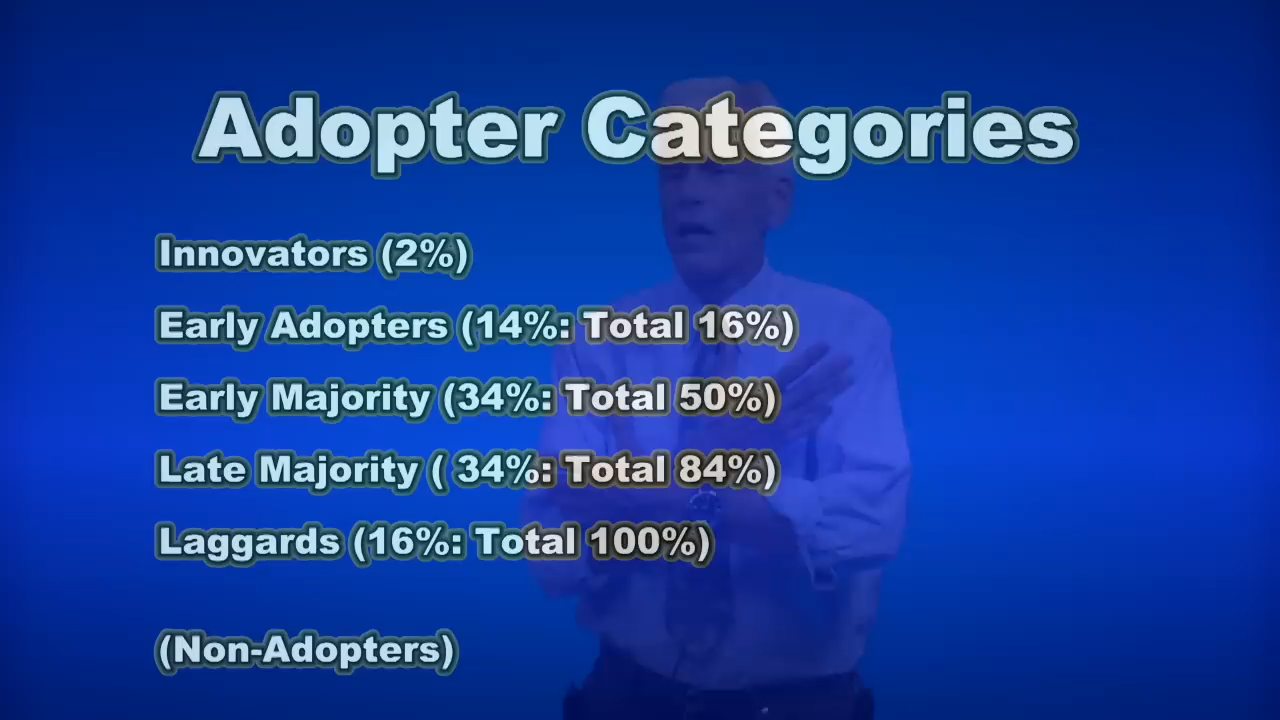 Adopter Categories
Innovators (2%)
Early Adopters (14%: Total 16%)
Early Majority (34%: Total 50%)
Late Majority ( 34%: Total 84%)
Laggards (16%: Total 100%)
(Non-Adopters)